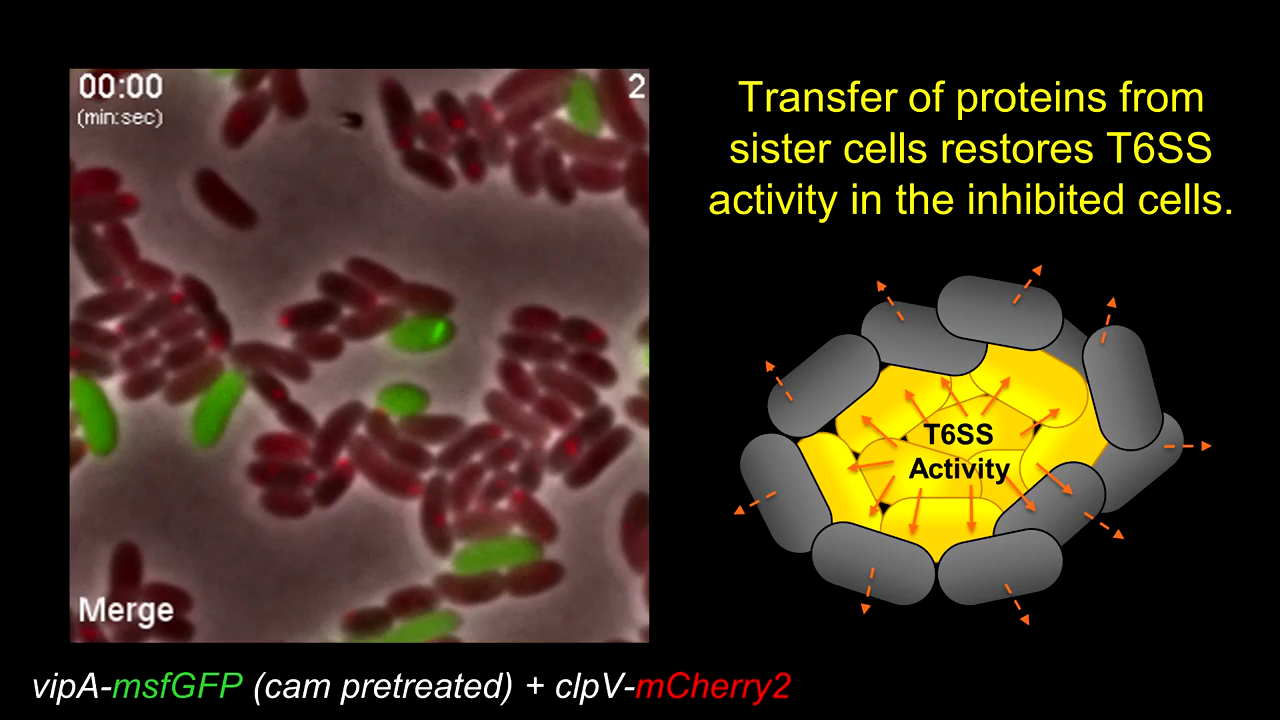 00:00
2
(min:sec)
Merge
Transfer of proteins from
sister cells restores T6SS
activity in the inhibited cells.
T6SS
Activity
vipA-msfGFP (cam pretreated) + clpV-mCherry2